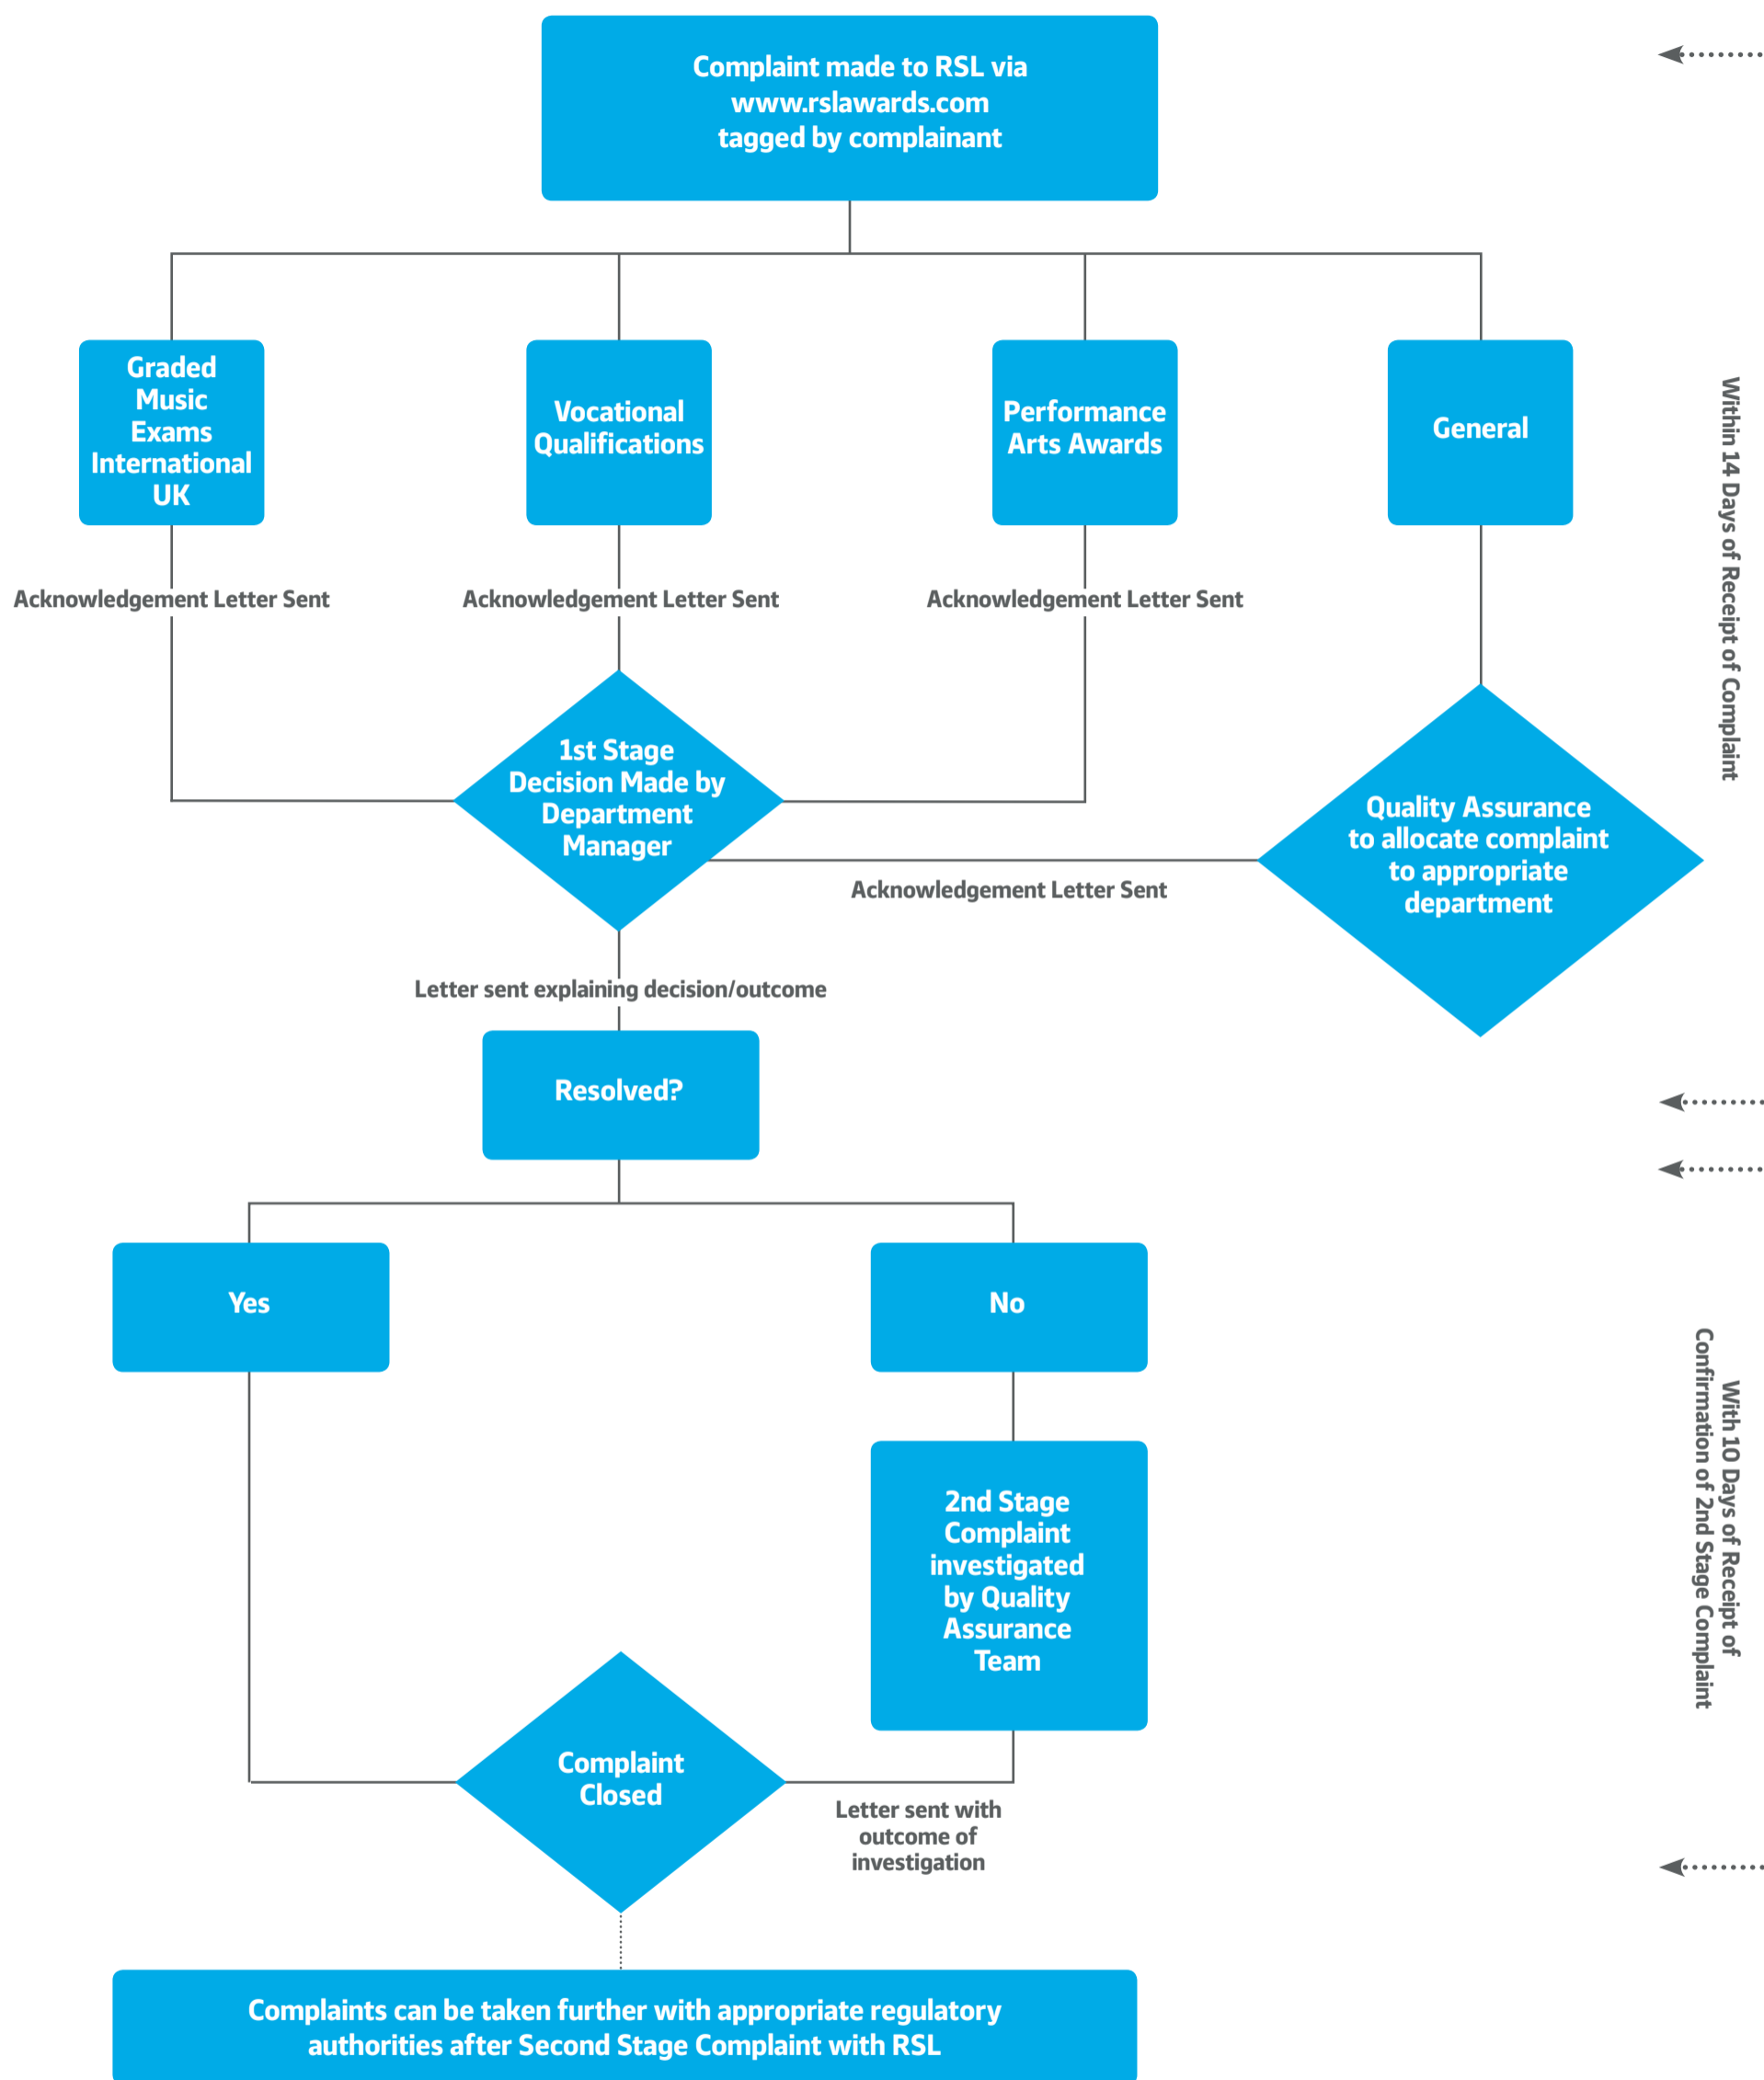 Complaint made to RSL via
www.rslawards.com
tagged by complainant
Graded
Music
Exams
International
UK
Vocational
Qualifications
Performance
Arts Awards
General
Within 14 Days of Receipt of Complaint
Acknowledgement Letter Sent
Acknowledgement Letter Sent
Acknowledgement Letter Sent
1st Stage
Decision Made by
Department
Manager
Quality Assurance
to allocate complaint
to appropriate
department
Acknowledgement Letter Sent
Letter sent explaining decision/outcome
Resolved?
Yes
No
With 10 Days of Receipt of
Confirmation of 2nd Stage Complaint
2nd Stage
Complaint
investigated
by Quality
Assurance
Team
Complaint
Closed
Letter sent with
outcome of
investigation
Complaints can be taken further with appropriate regulatory
authorities after Second Stage Complaint with RSL